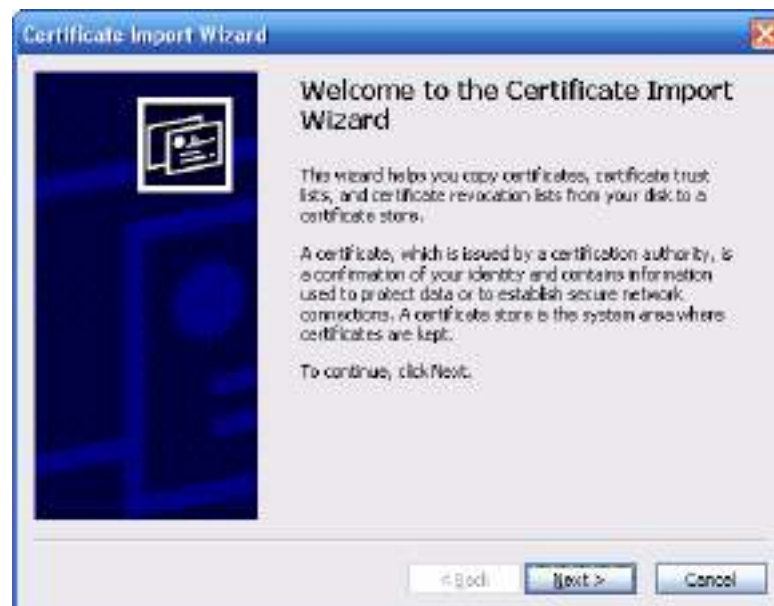 Certificate Import Wizard
Welcome to the Certificate Import
Wizard
This wizard helps you copy certificates, certificate trust
lists, and certificate revocation lists from your disk to a
certificate store.
A certificate, which is issued by a certification authority, is
a confirmation of your identity and contains information
used to protect data or to establish secure network
connections. A certificate store is the system area where
certificates are kept.
To continue, click Next.
< Back
Next >
Cancel